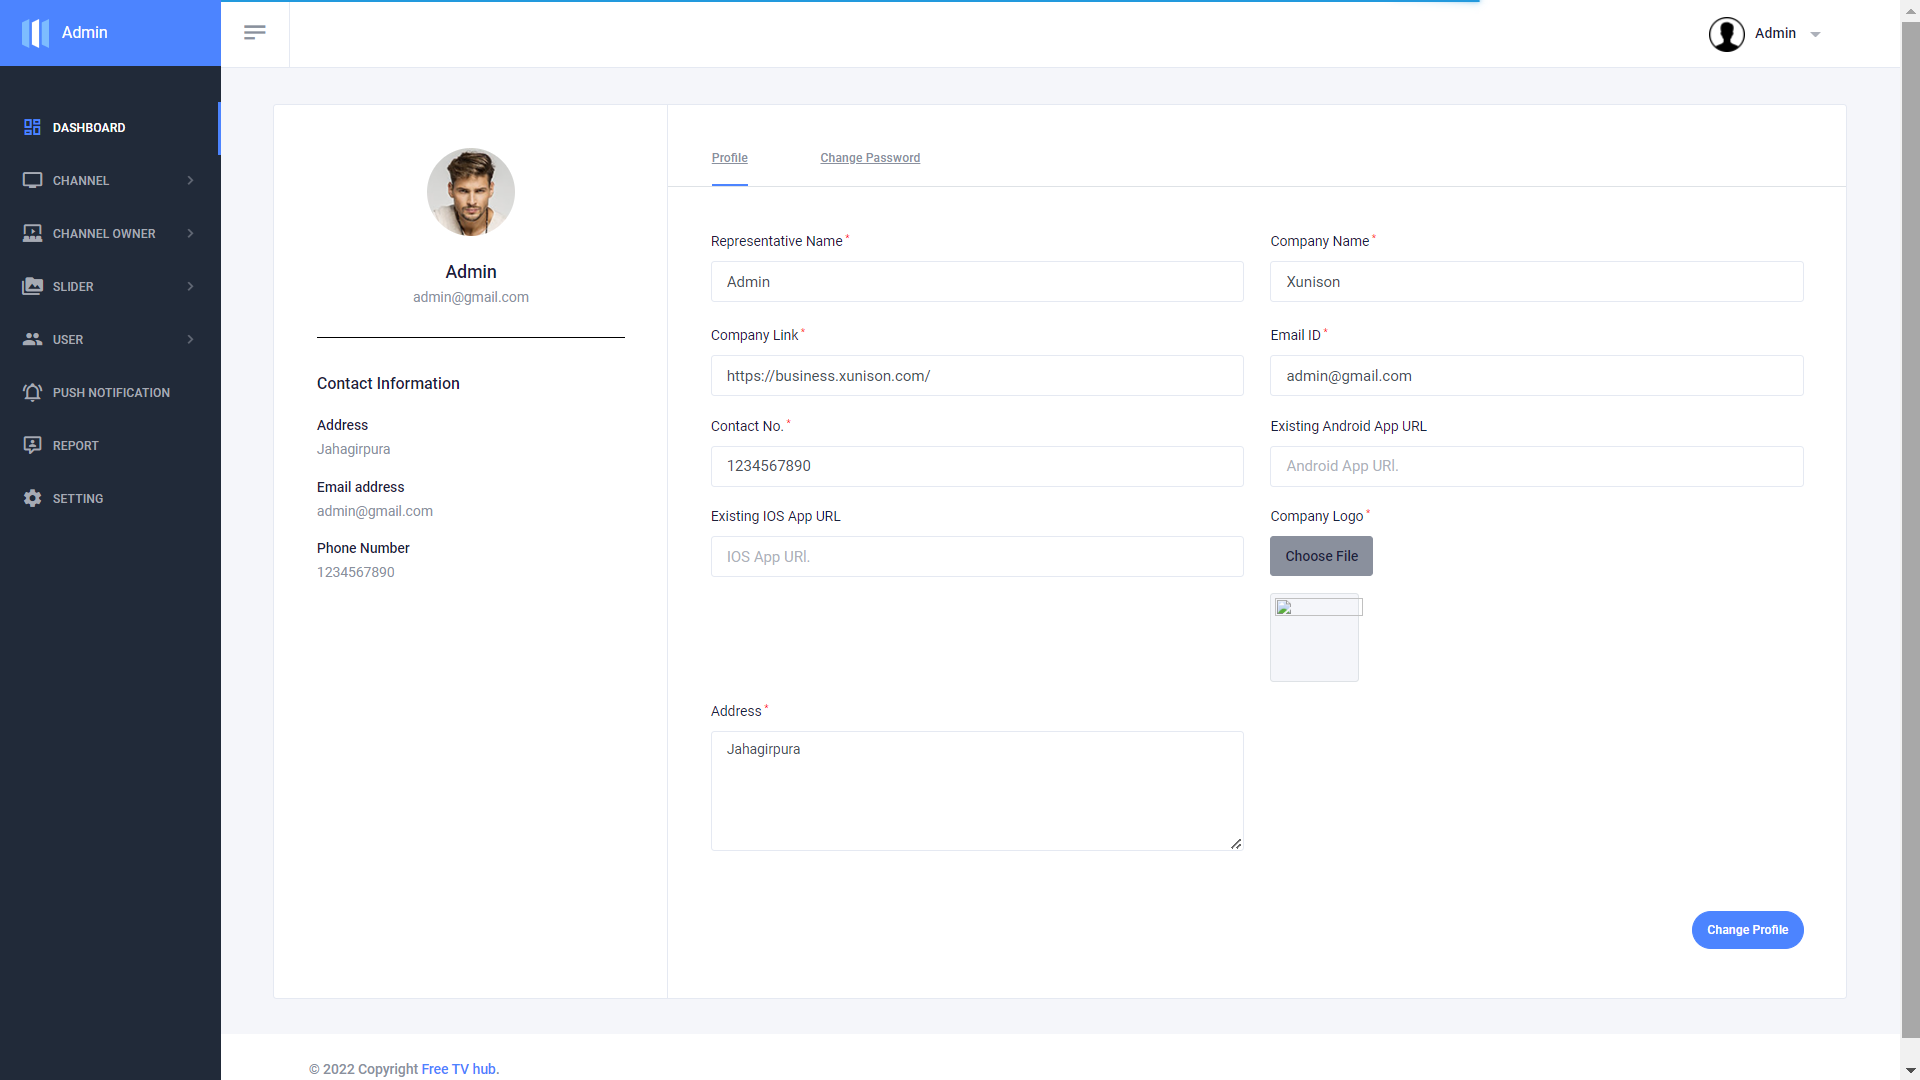 Admin
Admin
DASHBOARD
CHANNEL
CHANNEL OWNER
SLIDER
USER
PUSH NOTIFICATION
REPORT
SETTING
Admin
admin@gmail.com
Contact Information
Address
Jahagirpura
Email address
admin@gmail.com
Phone Number
1234567890
Profile Change Password
Representative Name * Company Name *
Admin Xunison
Company Link * Email ID *
https://business.xunison.com/ admin@gmail.com
Contact No. * Existing Android App URL
1234567890 Android App URl.
Existing IOS App URL Company Logo *
IOS App URl. Choose File
Address *
Jahagirpura
Change Profile
© 2022 Copyright Free TV hub.